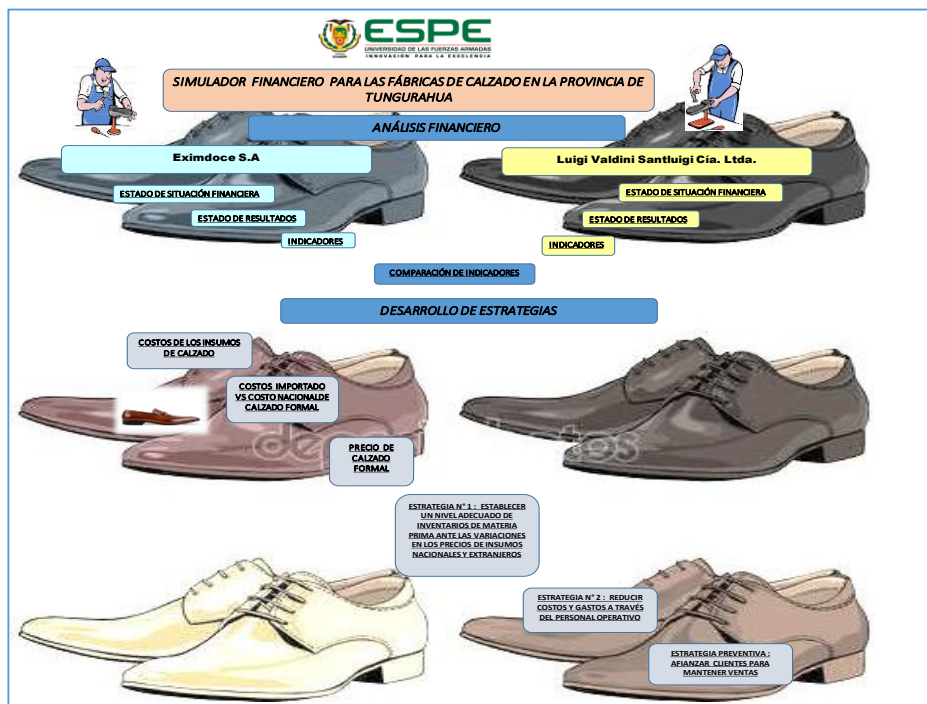 ESPE
UNIVERSIDAD DE LAS FUERZAS ARMADAS
INNOVACIÓN PARA LA EXCELENCIA
SIMULADOR FINANCIERO PARA LAS FÁBRICAS DE CALZADO EN LA PROVINCIA DE
TUNGURAHUA
ANÁLISIS FINANCIERO
Eximdoce S.A
Luigi Valdini Santluigi Cía. Ltda.
ESTADO DE SITUACIÓN FINANCIERA
ESTADO DE SITUACIÓN FINANCIERA
ESTADO DE RESULTADOS
ESTADO DE RESULTADOS
INDICADORES
INDICADORES
COMPARACIÓN DE INDICADORES
DESARROLLO DE ESTRATEGIAS
COSTOS DE LOS INSUMOS
DE CALZADO
COSTOS IMPORTADO
VS COSTO NACIONALDE
CALZADO FORMAL
PRECIO DE
CALZADO
FORMAL
ESTRATEGIA N° 1 : ESTABLECER
UN NIVEL ADECUADO DE
INVENTARIOS DE MATERIA
PRIMA ANTE LAS VARIACIONES
EN LOS PRECIOS DE INSUMOS
NACIONALES Y EXTRANJEROS
ESTRATEGIA N° 2 : REDUCIR
COSTOS Y GASTOS A TRAVÉS
DEL PERSONAL OPERATIVO
ESTRATEGIA PREVENTIVA :
AFIANZAR CLIENTES PARA
MANTENER VENTAS